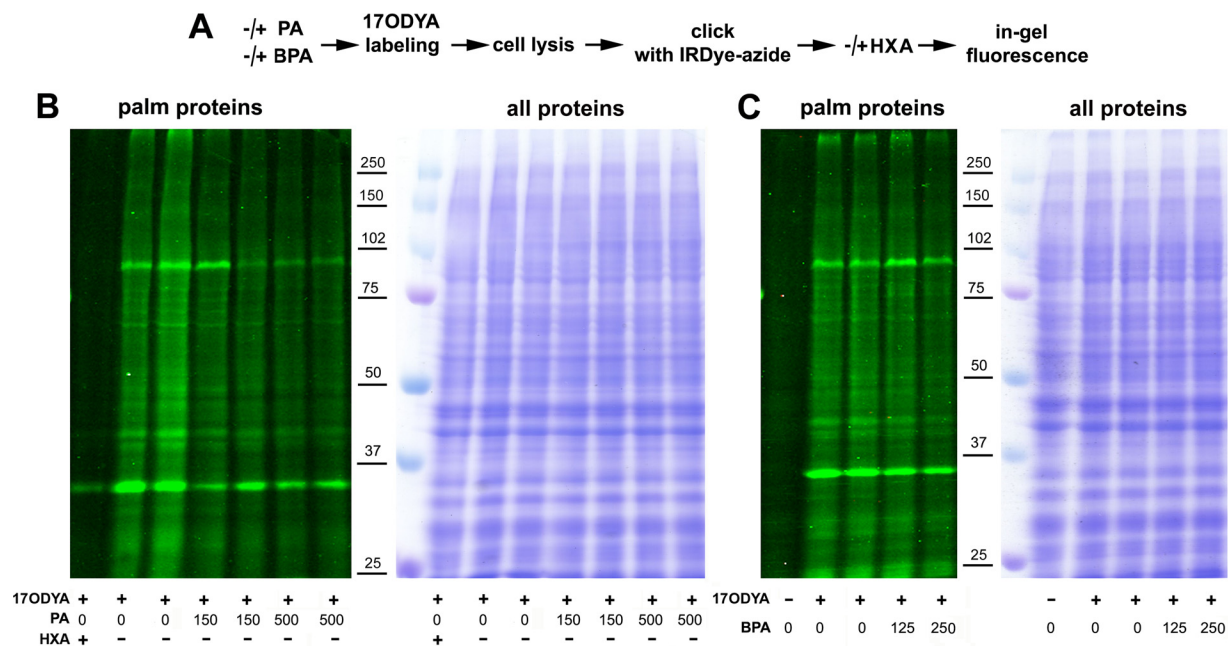 A
-/+ PA
-/+ BPA
17ODYA
labeling
cell lysis
click
with IRDye-azide
-/+HXA
in-gel
fluorescence
B
palm proteins
all proteins
250
150
102
75
50
37
25
17ODYA + + + + + + + + + + + + + +
PA 0 0 0 150 150 500 500 0 0 0 150 150 500 500
HXA + - - - - - - + - - - - - -
C
palm proteins
all proteins
250
150
102
75
50
37
25
17ODYA - + + + + - + + + +
BPA 0 0 0 125 250 0 0 0 125 250